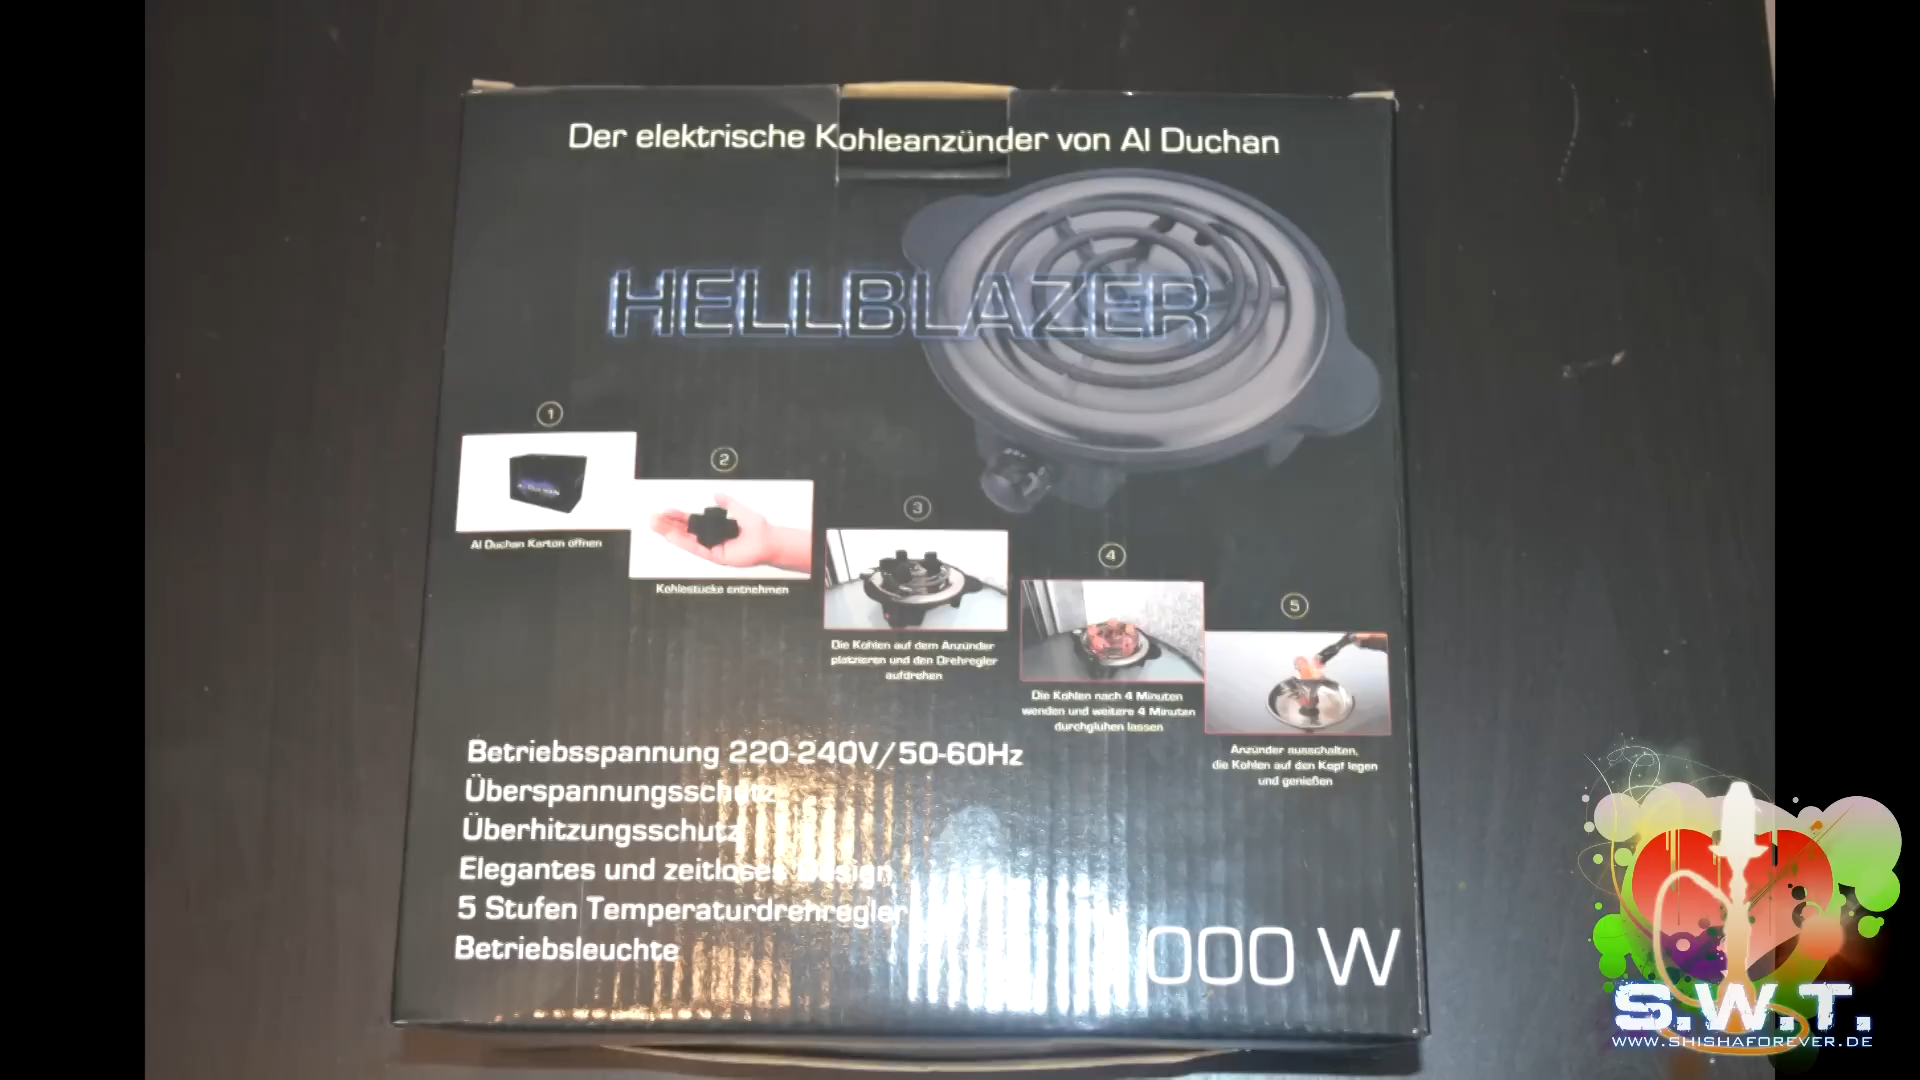 Der elektrische Kohleanzünder von Al Duchan
HELLBLAZER
1
Al Duchan Karton öffnen
2
Kohlestücke entnehmen
3
Die Kohlen auf dem Anzünder
platzieren und den Drehregler
aufdrehen
4
Die Kohlen nach 4 Minuten
wenden und weitere 4 Minuten
durchglühen lassen
5
Anzünder ausschalten,
die Kohlen auf den Kopf legen
und genießen
Betriebsspannung 220-240V/50-60Hz
Überspannungsschutz
Überhitzungsschutz
Elegantes und zeitloses Design
5 Stufen Temperaturdrehregler
Betriebsleuchte
000 W
S.W.T.
WWW.SHISHAFOREVER.DE